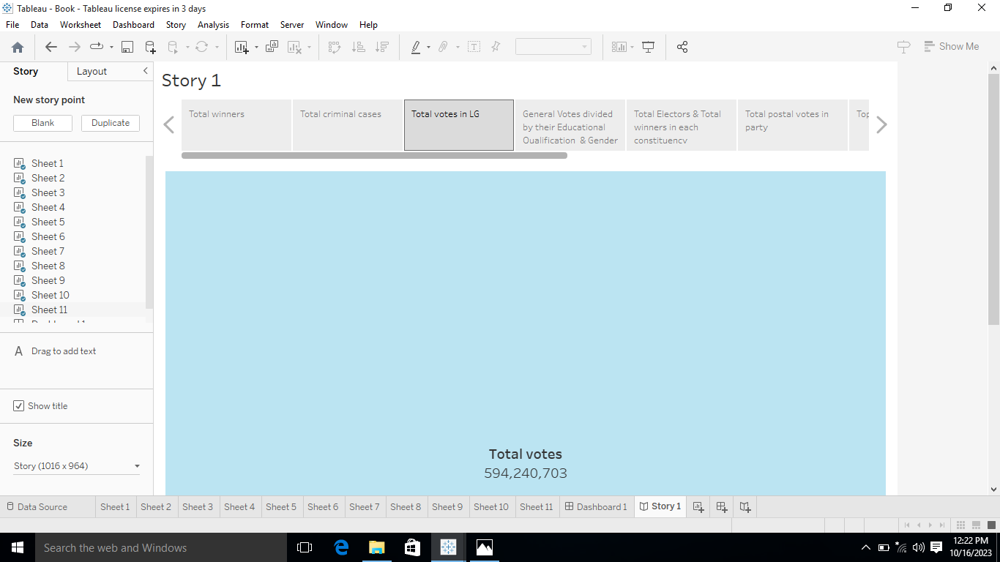 Tableau - Book - Tableau license expires in 3 days
File Data Worksheet Dashboard Story Analysis Format Server Window Help
Show Me
Story Layout
New story point
Blank Duplicate
Sheet 1
Sheet 2
Sheet 3
Sheet 4
Sheet 5
Sheet 6
Sheet 7
Sheet 8
Sheet 9
Sheet 10
Sheet 11
A Drag to add text
Show title
Size
Story (1016 x 964)
Story 1
Total winners
Total criminal cases
Total votes in LG
General Votes divided
by their Educational
Qualification & Gender
Total Electors & Total
winners in each
constituency
Total postal votes in
party
Total votes
594,240,703
Data Source Sheet 1 Sheet 2 Sheet 3 Sheet 4 Sheet 5 Sheet 6 Sheet 7 Sheet 8 Sheet 9 Sheet 10 Sheet 11 Dashboard 1 Story 1
Search the web and Windows
12:22 PM
10/16/2023